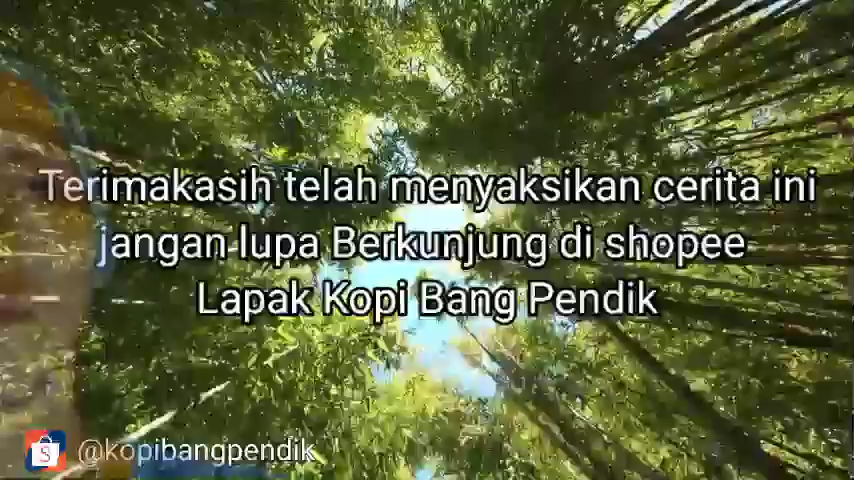 Terimakasih telah menyaksikan cerita ini
jangan lupa Berkunjung di shopee
Lapak Kopi Bang Pendik
@kopibangpendik